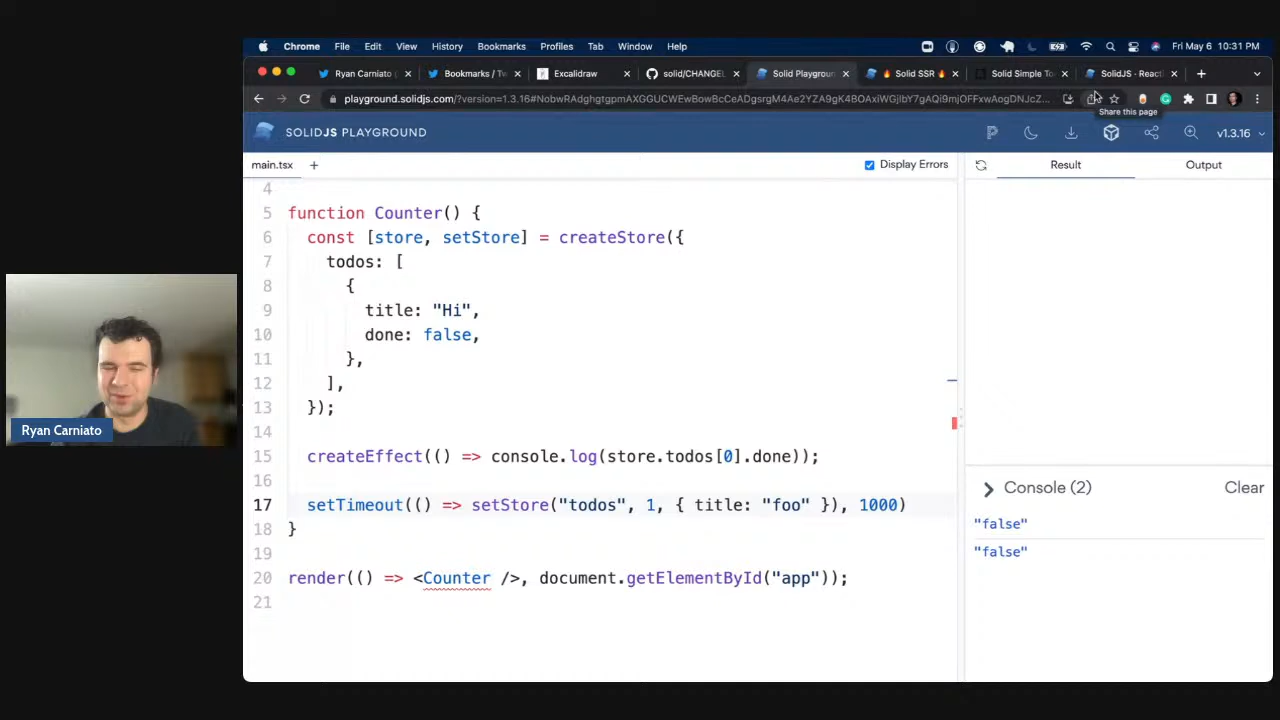 Chrome File Edit View History Bookmarks Profiles Tab Window Help Fri May 6 10:31 PM
Ryan Carniato ( Bookmarks / Tw Excalidraw solid/CHANGEL Solid Playgroun 🔥 Solid SSR 🔥 Solid Simple To SolidJS · React
playground.solidjs.com/?version=1.3.16#
Share this page
SOLIDJS PLAYGROUND v1.3.16
main.tsx + Display Errors Result Output
4
5 function Counter() {
6 const [store, setStore] = createStore({
7 todos: [
8 {
9 title: "Hi",
10 done: false,
11 },
12 ],
13 });
14
15 createEffect(() => console.log(store.todos[0].done));
16
17 setTimeout(() => setStore("todos", 1, { title: "foo" }), 1000)
18 }
19
20 render(() => <Counter />, document.getElementById("app"));
21
Console (2) Clear
"false"
"false"
Ryan Carniato